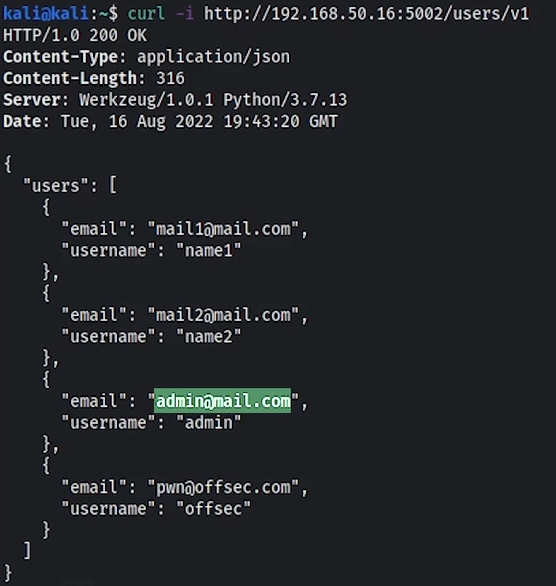 kali@kali:~$ curl -i http://192.168.50.16:5002/users/v1
HTTP/1.0 200 OK
Content-Type: application/json
Content-Length: 316
Server: Werkzeug/1.0.1 Python/3.7.13
Date: Tue, 16 Aug 2022 19:43:20 GMT

{
  "users": [
    {
      "email": "mail1@mail.com",
      "username": "name1"
    },
    {
      "email": "mail2@mail.com",
      "username": "name2"
    },
    {
      "email": "admin@mail.com",
      "username": "admin"
    },
    {
      "email": "pwn@offsec.com",
      "username": "offsec"
    }
  ]
}